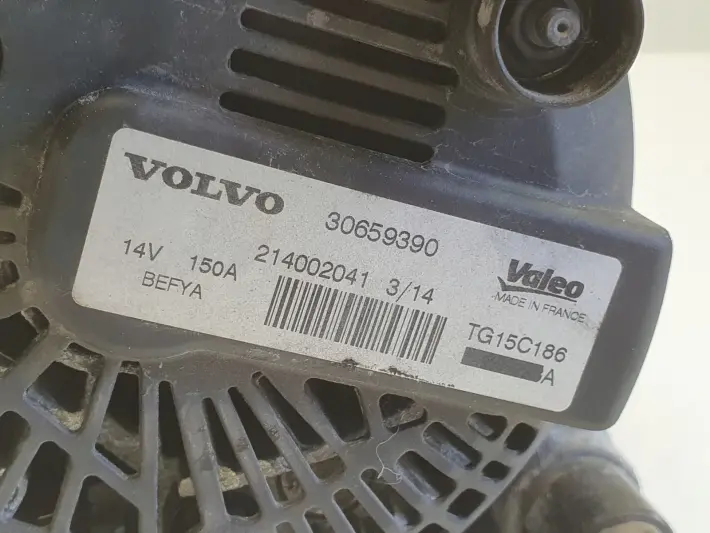 VOLVO 30659390
14V 150A 214002041 3/14 Valeo
BEFYA MADE IN FRANCE
TG15C186
A